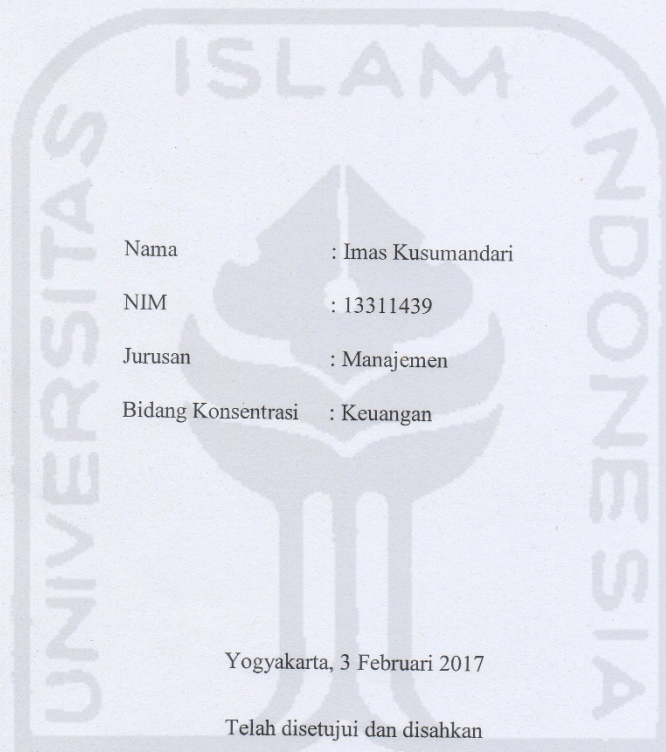 UNIVERSITAS ISLAM INDONESIA
Nama : Imas Kusumandari
NIM : 13311439
Jurusan : Manajemen
Bidang Konsentrasi : Keuangan
Yogyakarta, 3 Februari 2017
Telah disetujui dan disahkan